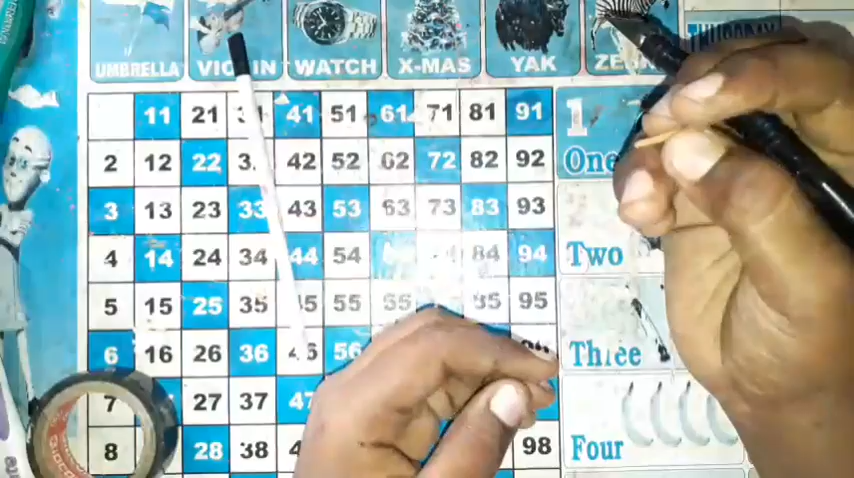 UMBRELLA VIOLIN WATCH X-MAS YAK
11 21 41 51 61 71 81 91 1
2 12 22 42 52 62 72 82 92 One
3 13 23 33 43 53 63 73 83 93
4 14 24 34 44 54 84 94 Two
5 15 25 35 55 95
6 16 26 36 56 Three
7 27 37
8 28 38 98 Four